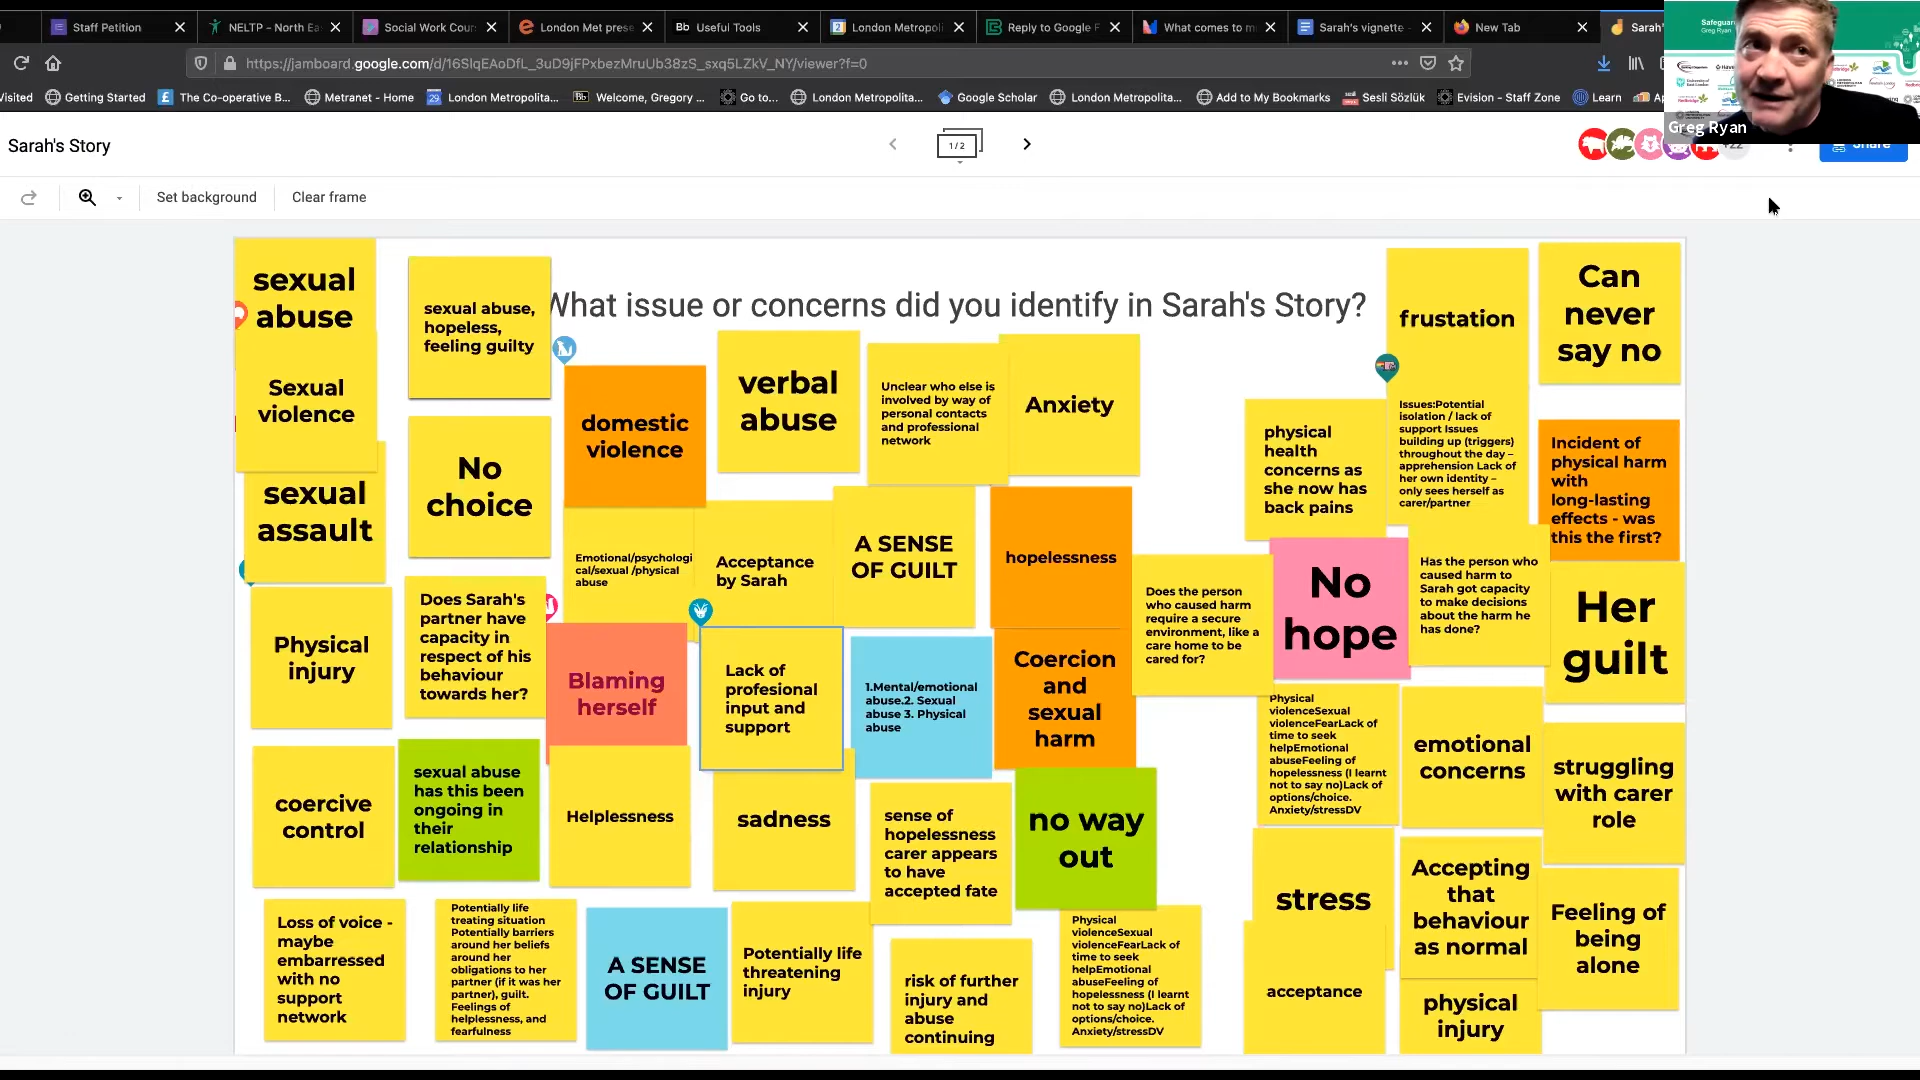 Staff Petition
NELTP - North Ea
Social Work Cour
London Met pres
Useful Tools
London Metropoli
Reply to Google F
What comes to m
Sarah's vignette -
New Tab
Sarah'
https://jamboard.google.com/d/16SlqEAoDfL_3uD9jFPxbezMruUb38zS_sxq5LZkV_NY/viewer?f=0
Visited
Getting Started
The Co-operative B...
Metranet - Home
London Metropolita...
Welcome, Gregory ...
Go to...
London Metropolita...
Google Scholar
London Metropolita...
Add to My Bookmarks
Sesli Sözlük
Evision - Staff Zone
Learn
Ap
Safeguar
Greg Ryan
Greg Ryan
Sarah's Story
1/2
+22
Share
Set background
Clear frame
What issue or concerns did you identify in Sarah's Story?
sexual
abuse
sexual abuse,
hopeless,
feeling guilty
frustation
Can
never
say no
Sexual
violence
domestic
violence
verbal
abuse
Unclear who else is
involved by way of
personal contacts
and professional
network
Anxiety
physical
health
concerns as
she now has
back pains
Issues:Potential
isolation / lack of
support Issues
building up (triggers)
throughout the day –
apprehension Lack of
her own identity –
only sees herself as
carer/partner
Incident of
physical harm
with
long-lasting
effects - was
this the first?
sexual
assault
No
choice
Emotional/psychologi
cal/sexual /physical
abuse
Acceptance
by Sarah
A SENSE
OF GUILT
hopelessness
Does the person
who caused harm
require a secure
environment, like a
care home to be
cared for?
No
hope
Has the person who
caused harm to
Sarah got capacity
to make decisions
about the harm he
has done?
Her
guilt
Physical
injury
Does Sarah's
partner have
capacity in
respect of his
behaviour
towards her?
Blaming
herself
Lack of
profesional
input and
support
1.Mental/emotional
abuse.2. Sexual
abuse 3. Physical
abuse
Coercion
and
sexual
harm
Physical
violenceSexual
violenceFearLack of
time to seek
helpEmotional
abuseFeeling of
hopelessness (I learnt
not to say no)Lack of
options/choice.
Anxiety/stressDV
emotional
concerns
struggling
with carer
role
coercive
control
sexual abuse
has this been
ongoing in
their
relationship
Helplessness
sadness
sense of
hopelessness
carer appears
to have
accepted fate
no way
out
stress
Accepting
that
behaviour
as normal
Feeling of
being
alone
Loss of voice -
maybe
embarressed
with no
support
network
Potentially life
treating situation
Potentially barriers
around her beliefs
around her
obligations to her
partner (if it was her
partner), guilt.
Feelings of
helplessness, and
fearfulness
A SENSE
OF GUILT
Potentially life
threatening
injury
risk of further
injury and
abuse
continuing
Physical
violenceSexual
violenceFearLack of
time to seek
helpEmotional
abuseFeeling of
hopelessness (I learnt
not to say no)Lack of
options/choice.
Anxiety/stressDV
acceptance
physical
injury